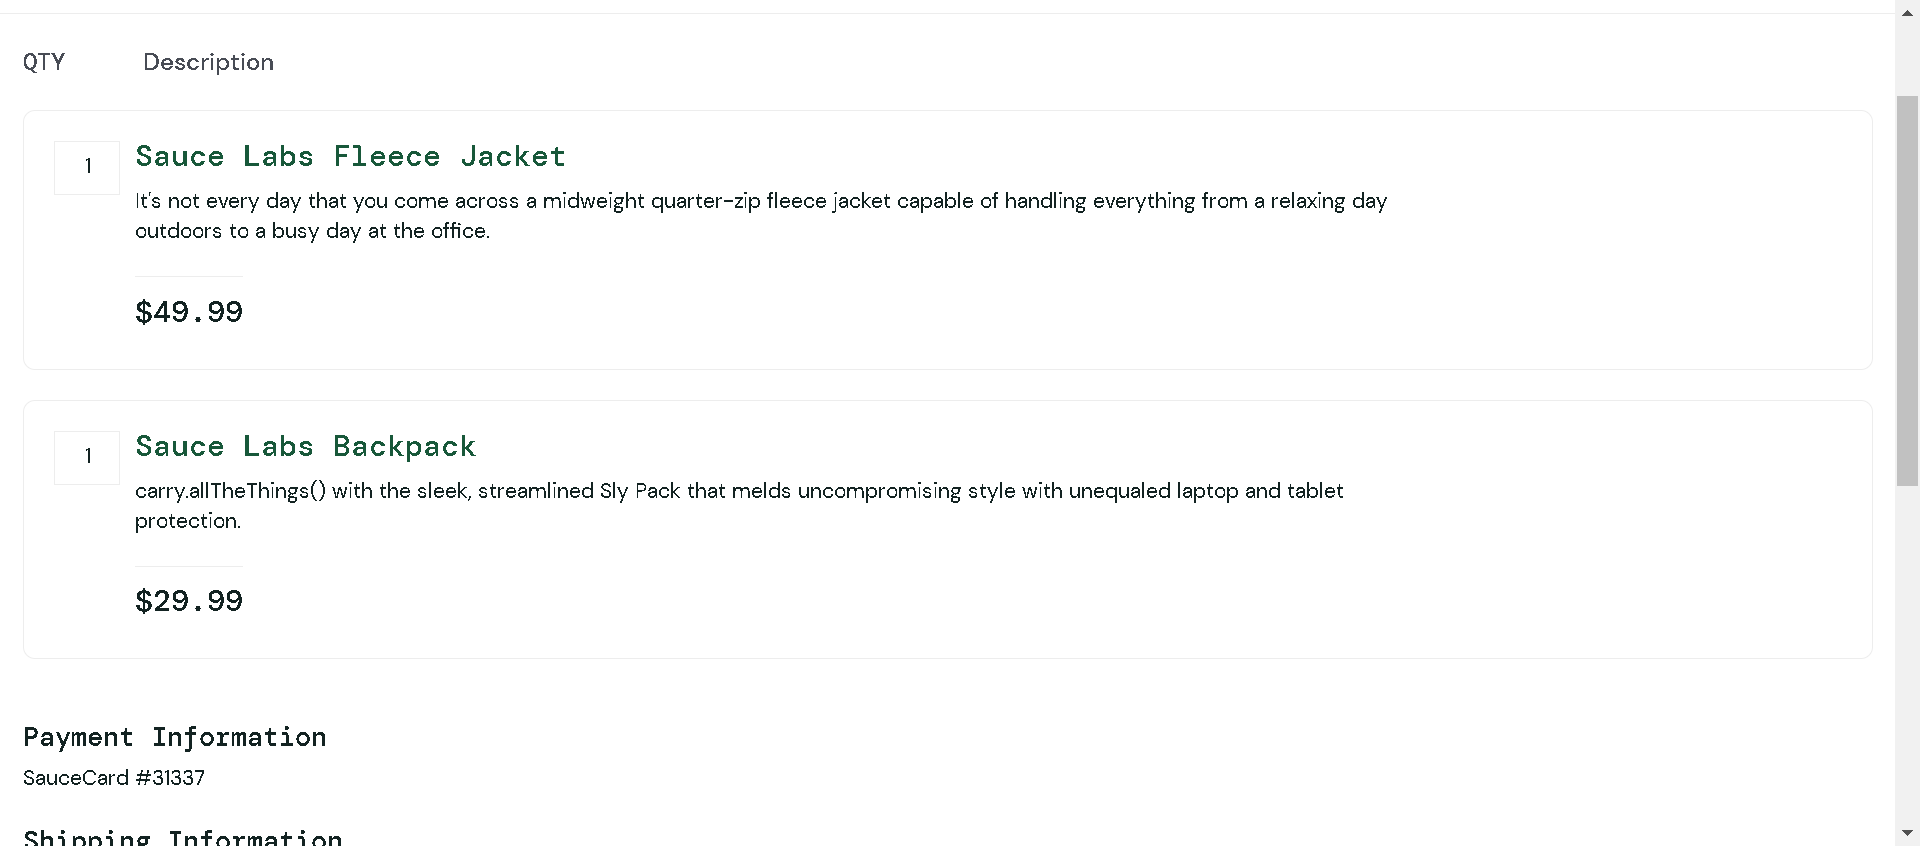 QTY Description
1 Sauce Labs Fleece Jacket
It's not every day that you come across a midweight quarter-zip fleece jacket capable of handling everything from a relaxing day
outdoors to a busy day at the office.
$49.99
1 Sauce Labs Backpack
carry.allTheThings() with the sleek, streamlined Sly Pack that melds uncompromising style with unequaled laptop and tablet
protection.
$29.99
Payment Information
SauceCard #31337
Shipping Information